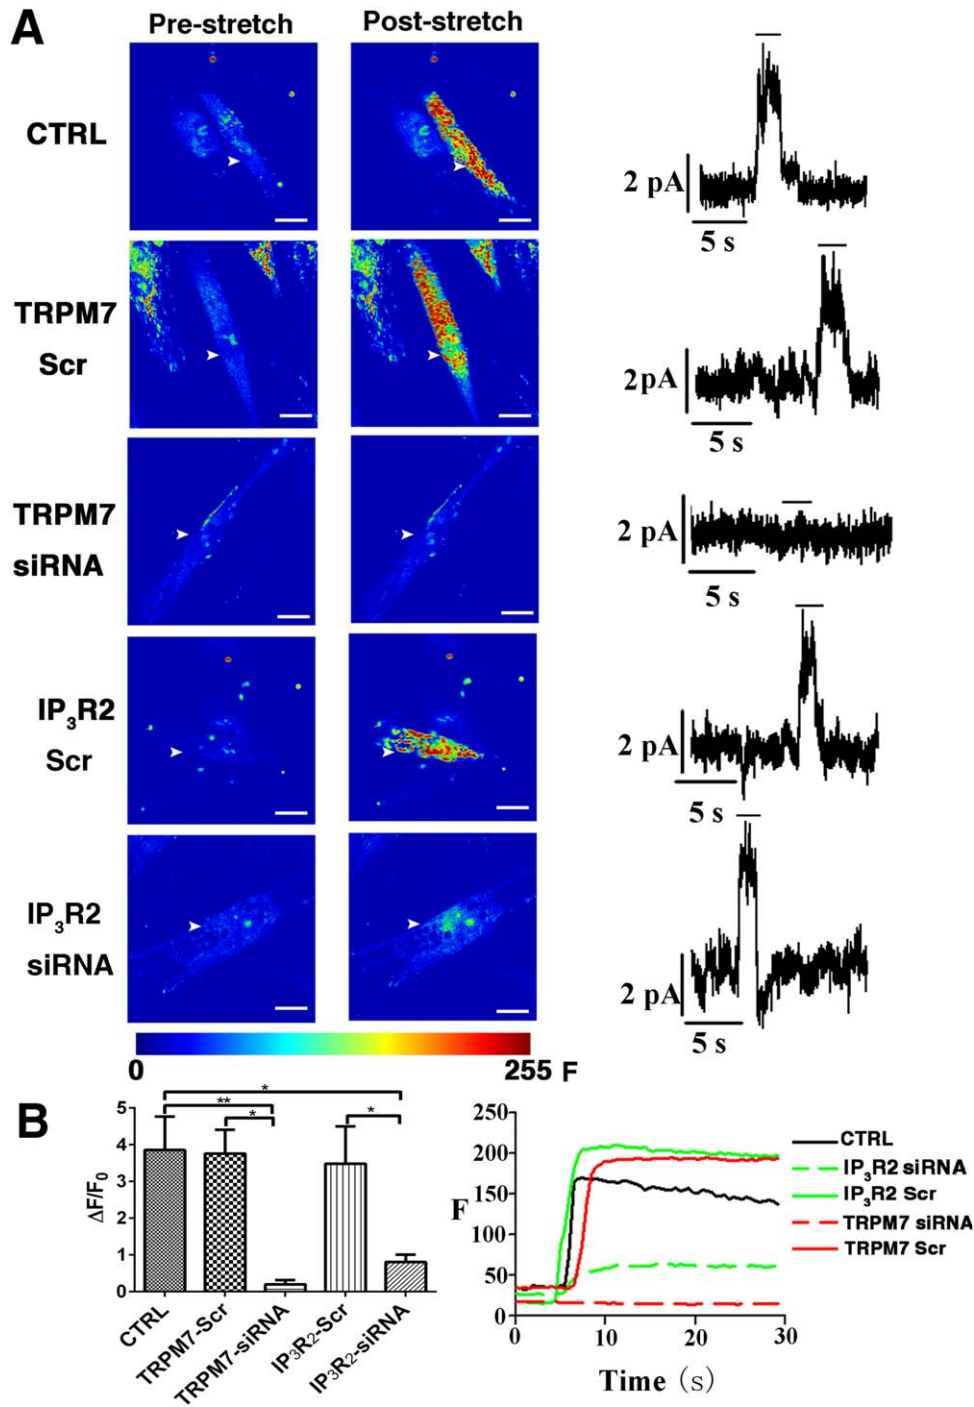 A
Pre-stretch
Post-stretch
CTRL
2 pA
5 s
TRPM7
Scr
2pA
5 s
TRPM7
siRNA
2 pA
5 s
IP3R2
Scr
2 pA
5 s
IP3R2
siRNA
2 pA
5 s
0
255 F
B
*
**
*
*
5
4
3
2
1
0
ΔF/F0
CTRL
TRPM7-Scr
TRPM7-siRNA
IP3R2-Scr
IP3R2-siRNA
250
200
150
100
50
0
F
0
10
20
30
Time (s)
CTRL
IP3R2 siRNA
IP3R2 Scr
TRPM7 siRNA
TRPM7 Scr